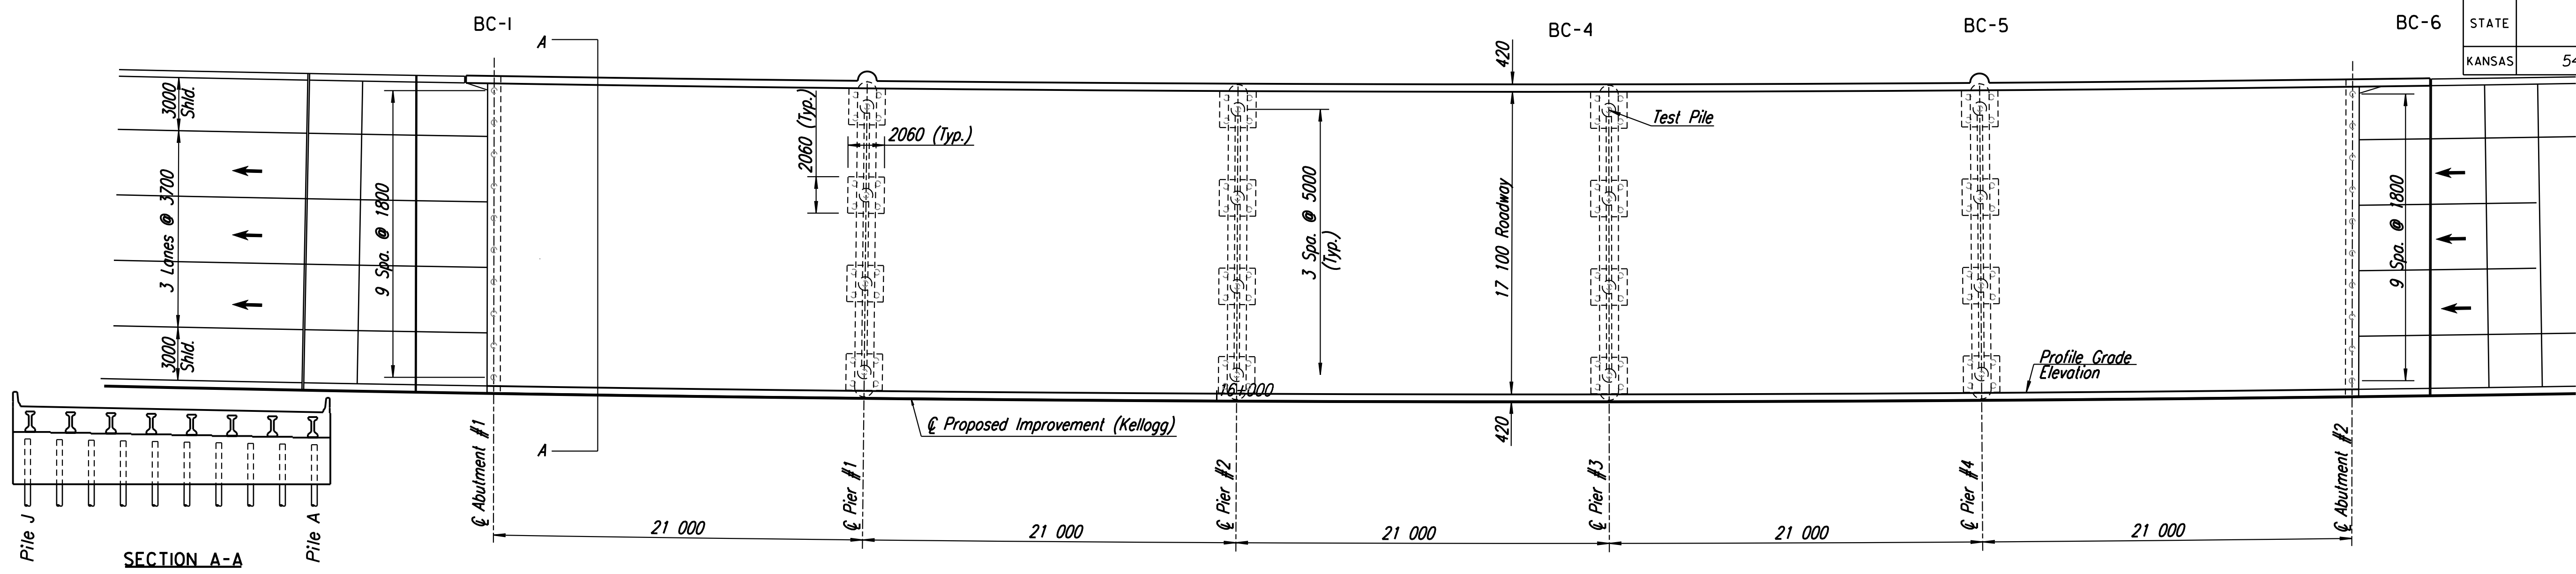 BC-1
BC-4
BC-5
BC-6
STATE
KANSAS
54
A
A
3000
Shld.
3 Lanes @ 3700
3000
Shld.
9 Spa. @ 1800
2060 (Typ.)
2060 (Typ.)
3 Spa. @ 5000
(Typ.)
420
17 100 Roadway
420
Test Pile
9 Spa. @ 1800
Profile Grade
Elevation
16+000
℄ Proposed Improvement (Kellogg)
℄ Abutment #1
℄ Pier #1
℄ Pier #2
℄ Pier #3
℄ Pier #4
℄ Abutment #2
21 000
21 000
21 000
21 000
21 000
Pile J
Pile A
SECTION A-A